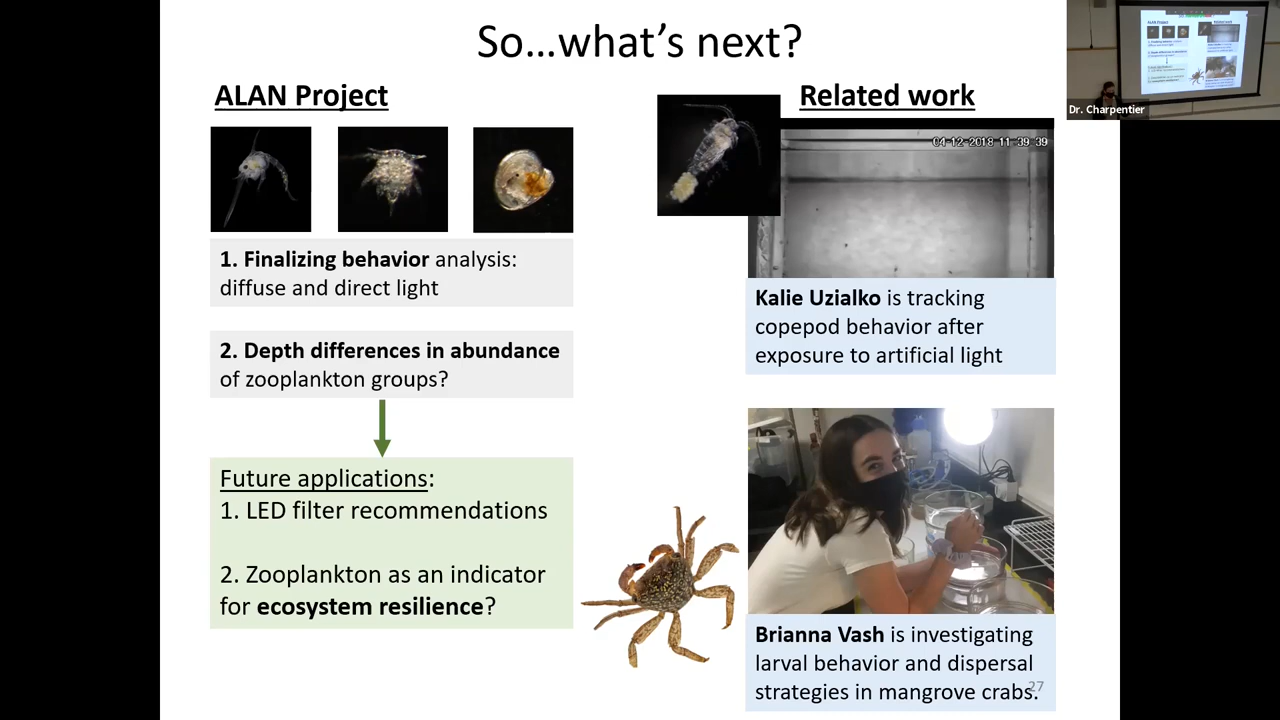 So...what's next?
ALAN Project
1. Finalizing behavior analysis:
diffuse and direct light
2. Depth differences in abundance
of zooplankton groups?
Future applications:
1. LED filter recommendations
2. Zooplankton as an indicator
for ecosystem resilience?
Related work
04-12-2018 11:39:39
Kalie Uzialko is tracking
copepod behavior after
exposure to artificial light
Brianna Vash is investigating
larval behavior and dispersal
strategies in mangrove crabs.
27
Dr. Charpentier